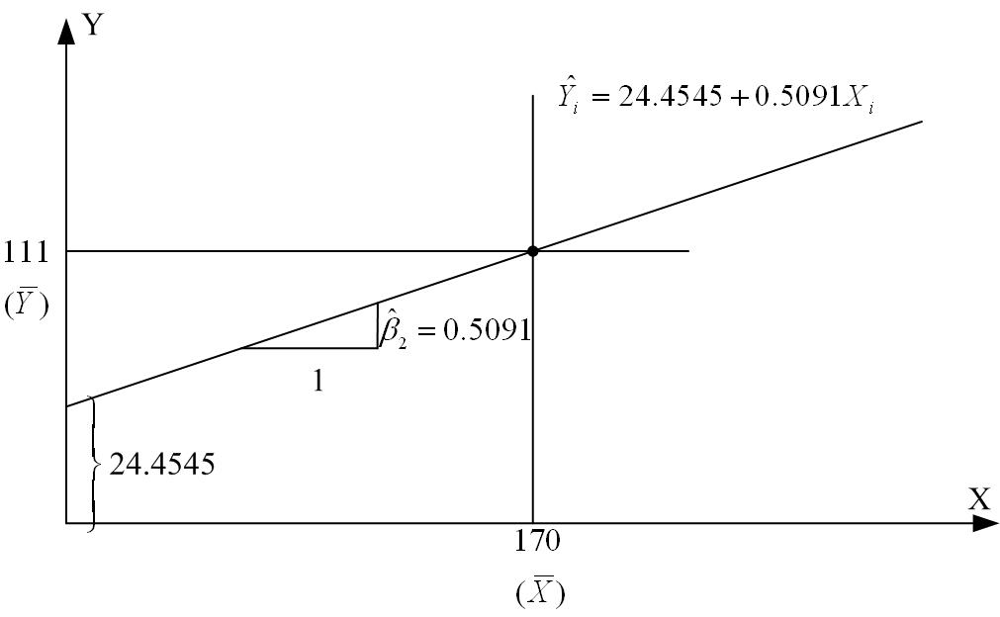 Y
Ŷᵢ = 24.4545 + 0.5091Xᵢ
111
(Y̅)
β̂₂ = 0.5091
1
24.4545
X
170
(X̅)